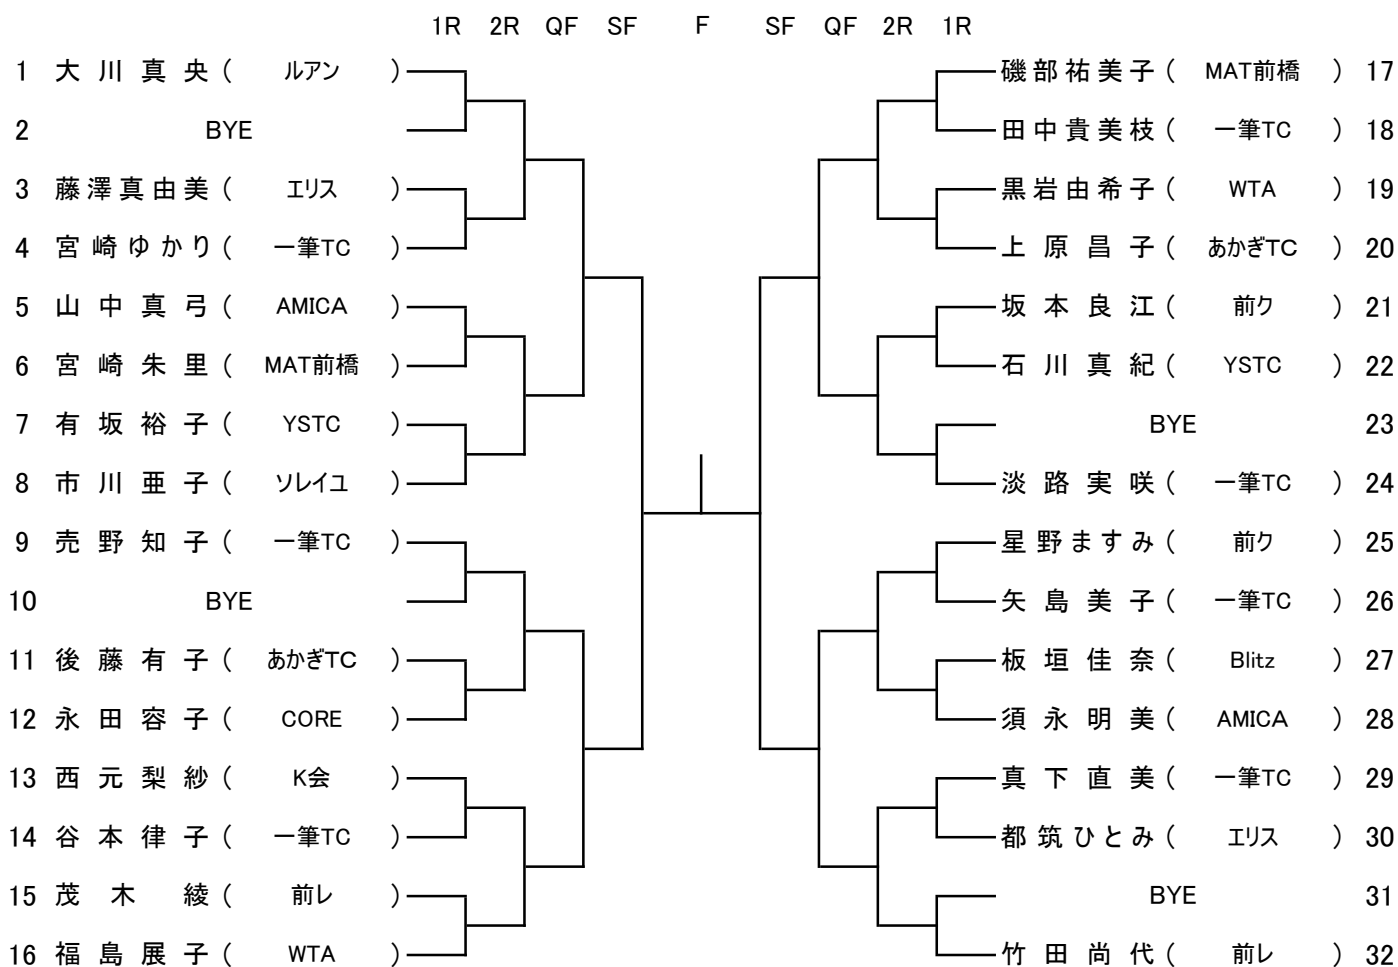 1R 2R QF SF F SF QF 2R 1R
1 大川真央 ( ルアン )
2 BYE
3 藤澤真由美 ( エリス )
4 宮崎ゆかり ( 一筆TC )
5 山中真弓 ( AMICA )
6 宮崎朱里 ( MAT前橋 )
7 有坂裕子 ( YSTC )
8 市川亜子 ( ソレイユ )
9 売野知子 ( 一筆TC )
10 BYE
11 後藤有子 ( あかぎTC )
12 永田容子 ( CORE )
13 西元梨紗 ( K会 )
14 谷本律子 ( 一筆TC )
15 茂木 綾 ( 前レ )
16 福島展子 ( WTA )
磯部祐美子 ( MAT前橋 ) 17
田中貴美枝 ( 一筆TC ) 18
黒岩由希子 ( WTA ) 19
上原昌子 ( あかぎTC ) 20
坂本良江 ( 前ク ) 21
石川真紀 ( YSTC ) 22
BYE 23
淡路実咲 ( 一筆TC ) 24
星野ますみ ( 前ク ) 25
矢島美子 ( 一筆TC ) 26
板垣佳奈 ( Blitz ) 27
須永明美 ( AMICA ) 28
真下直美 ( 一筆TC ) 29
都筑ひとみ ( エリス ) 30
BYE 31
竹田尚代 ( 前レ ) 32